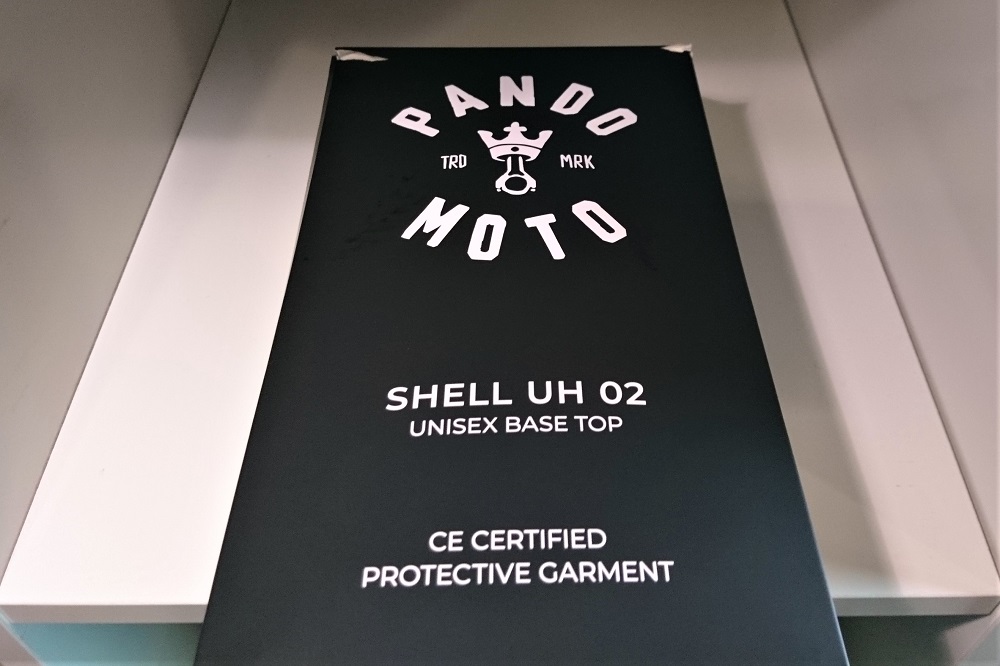 PANDO
TRD MRK
MOTO
SHELL UH 02
UNISEX BASE TOP
CE CERTIFIED
PROTECTIVE GARMENT